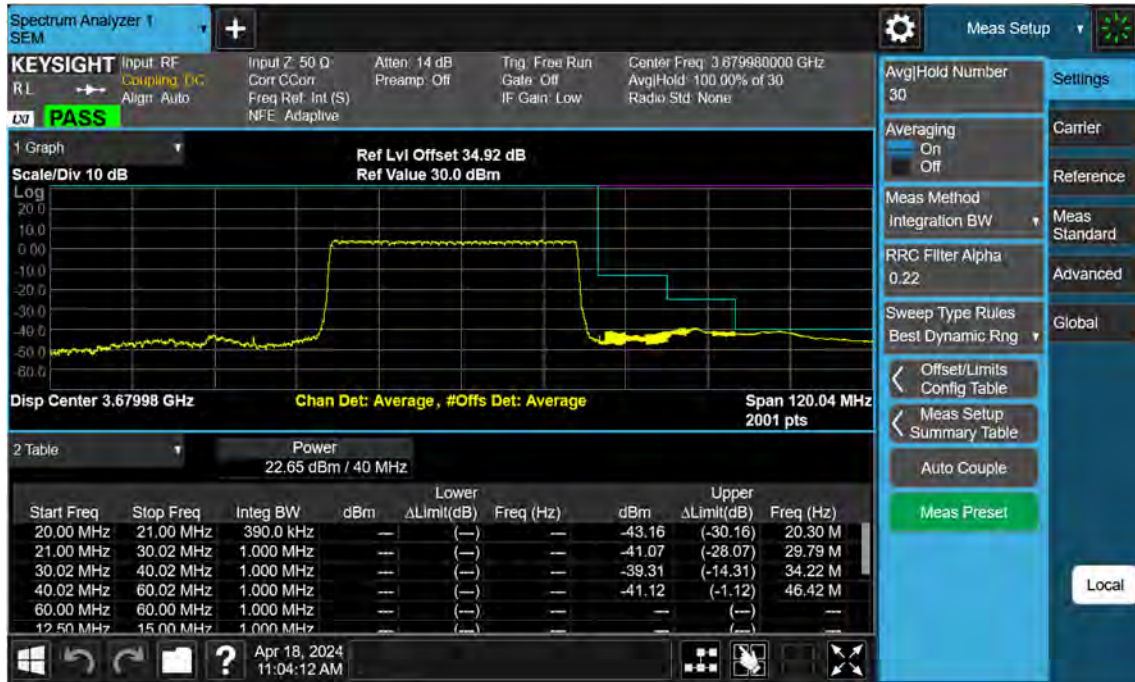 Spectrum Analyzer 1
SEM
+
Meas Setup
KEYSIGHT
RL
LXI
PASS
Input: RF
Coupling: DC
Align: Auto
Input Z: 50 Ω
Corr CCorr
Freq Ref: Int (S)
NFE: Adaptive
Atten: 14 dB
Preamp: Off
Trig: Free Run
Gate: Off
IF Gain: Low
Center Freq: 3.679980000 GHz
Avg|Hold: 100.00% of 30
Radio Std: None
1 Graph
Scale/Div 10 dB
Ref Lvl Offset 34.92 dB
Ref Value 30.0 dBm
Log
20.0
10.0
0.00
-10.0
-20.0
-30.0
-40.0
-50.0
-60.0
Disp Center 3.67998 GHz
Chan Det: Average, #Offs Det: Average
Span 120.04 MHz
2001 pts
2 Table
Power
22.65 dBm / 40 MHz
Lower Upper
Start Freq Stop Freq Integ BW dBm ΔLimit(dB) Freq (Hz) dBm ΔLimit(dB) Freq (Hz)
20.00 MHz 21.00 MHz 390.0 kHz --- (---) --- -43.16 (-30.16) 20.30 M
21.00 MHz 30.02 MHz 1.000 MHz --- (---) --- -41.07 (-28.07) 29.79 M
30.02 MHz 40.02 MHz 1.000 MHz --- (---) --- -39.31 (-14.31) 34.22 M
40.02 MHz 60.02 MHz 1.000 MHz --- (---) --- -41.12 (-1.12) 46.42 M
60.00 MHz 60.00 MHz 1.000 MHz --- (---) --- --- (---) ---
12.50 MHz 15.00 MHz 1.000 MHz --- (---) --- --- (---) ---
?
Apr 18, 2024
11:04:12 AM
Avg|Hold Number
30
Averaging
On
Off
Meas Method
Integration BW
RRC Filter Alpha
0.22
Sweep Type Rules
Best Dynamic Rng
Offset/Limits
Config Table
Meas Setup
Summary Table
Auto Couple
Meas Preset
Settings
Carrier
Reference
Meas
Standard
Advanced
Global
Local